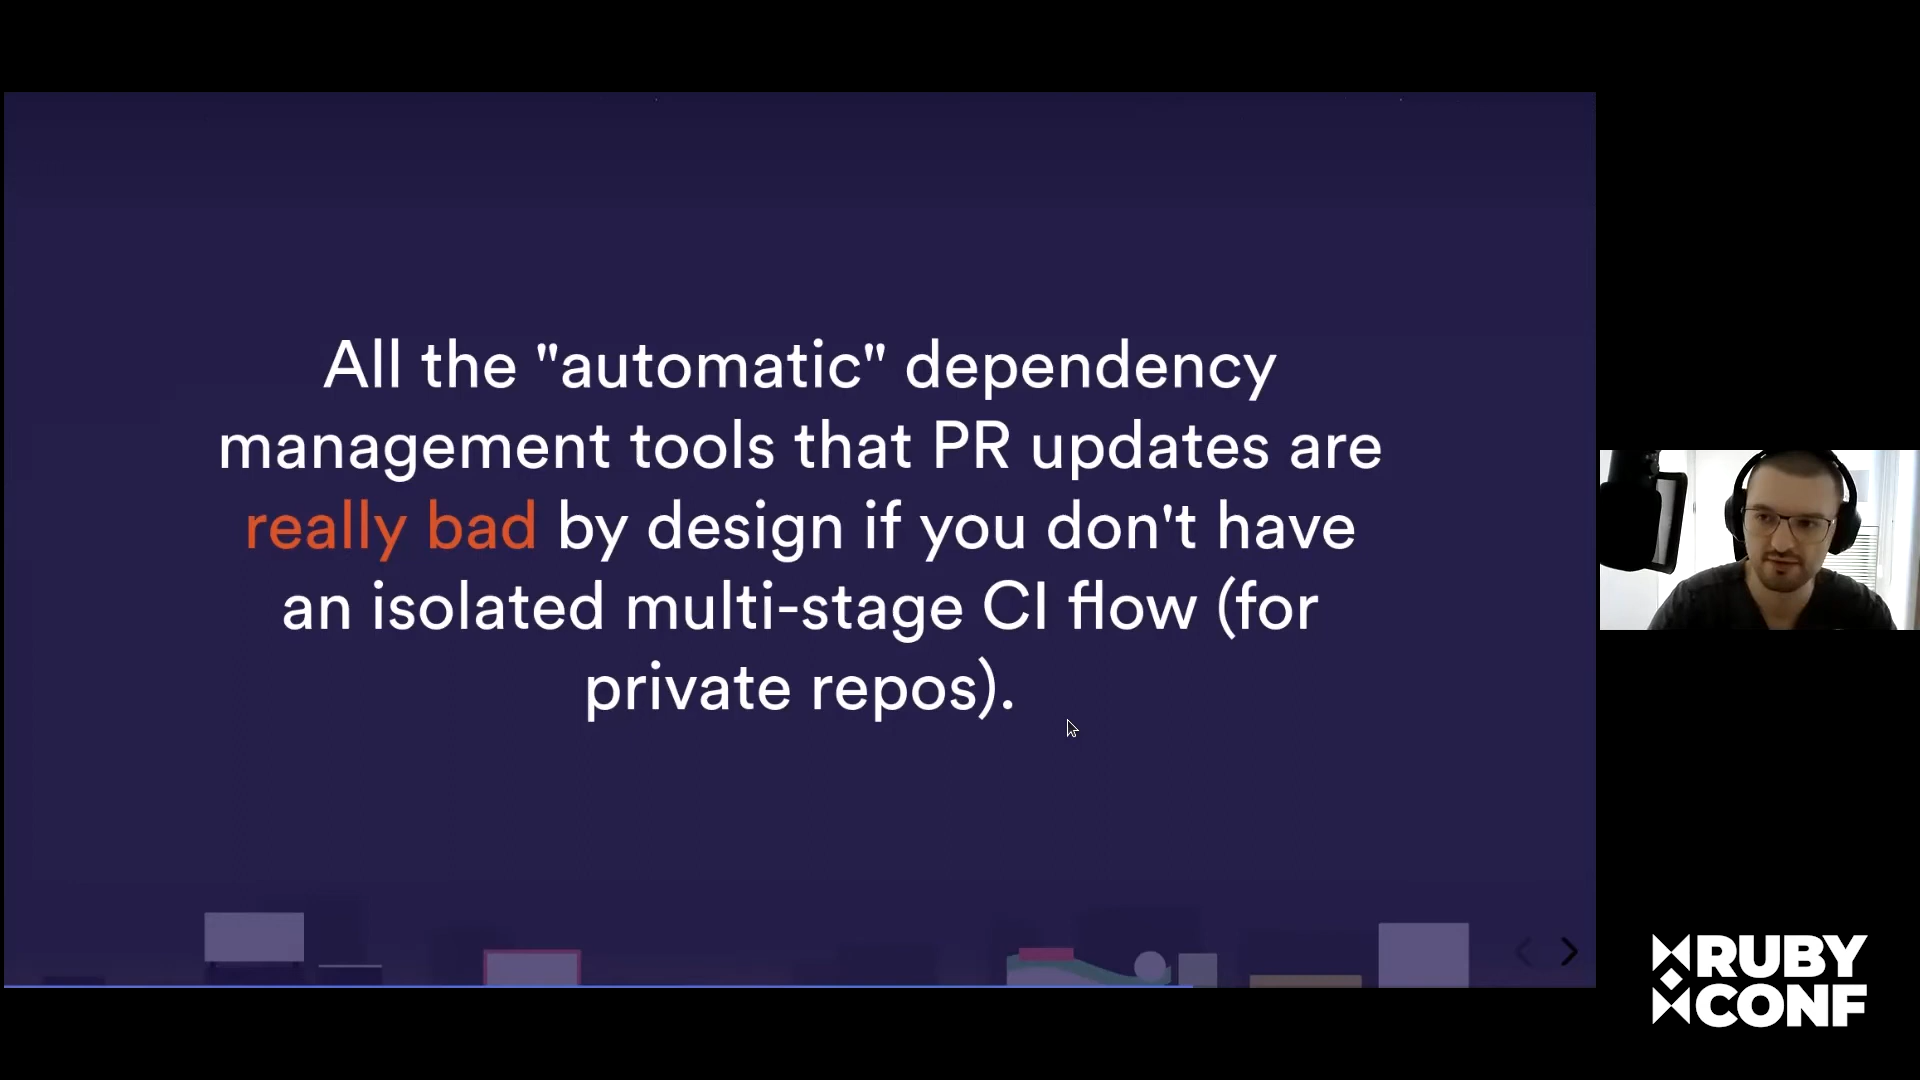 All the "automatic" dependency
management tools that PR updates are
really bad by design if you don't have
an isolated multi-stage CI flow (for
private repos).
RUBY
CONF